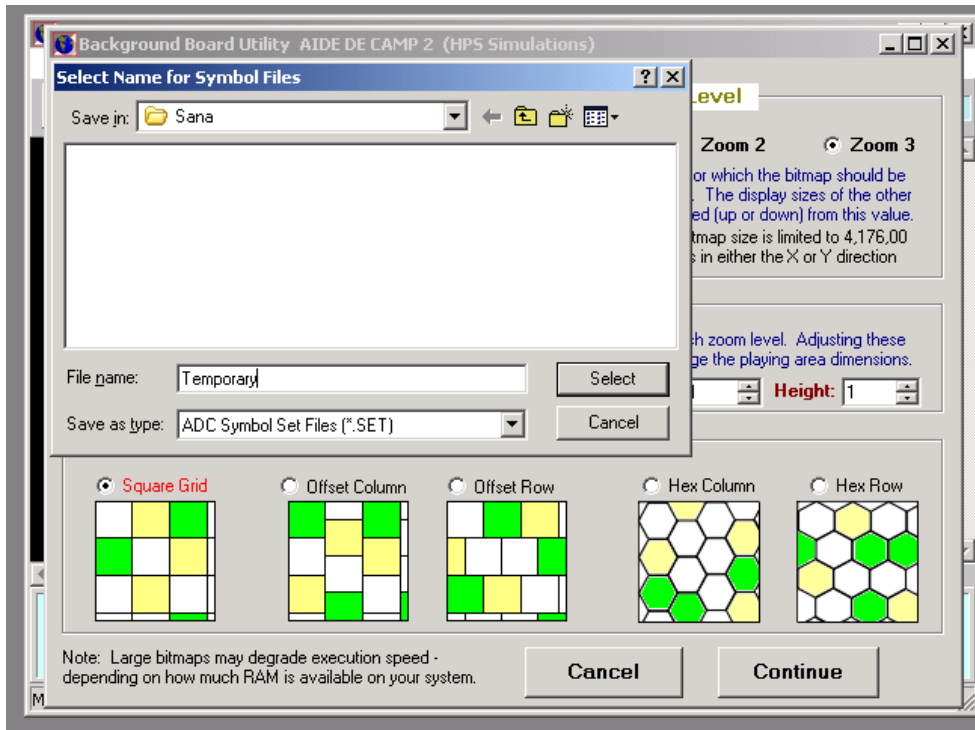 Background Board Utility AIDE DE CAMP 2 (HPS Simulations)
Select Name for Symbol Files
Save in: Sana
Level
Zoom 2 Zoom 3
or which the bitmap should be
. The display sizes of the other
ed (up or down) from this value.
tmap size is limited to 4,176,00
s in either the X or Y direction
h zoom level. Adjusting these
ge the playing area dimensions.
File name: Temporary Select
Height: 1
Save as type: ADC Symbol Set Files (*.SET) Cancel
Square Grid Offset Column Offset Row Hex Column Hex Row
Note: Large bitmaps may degrade execution speed -
depending on how much RAM is available on your system.
Cancel Continue
M